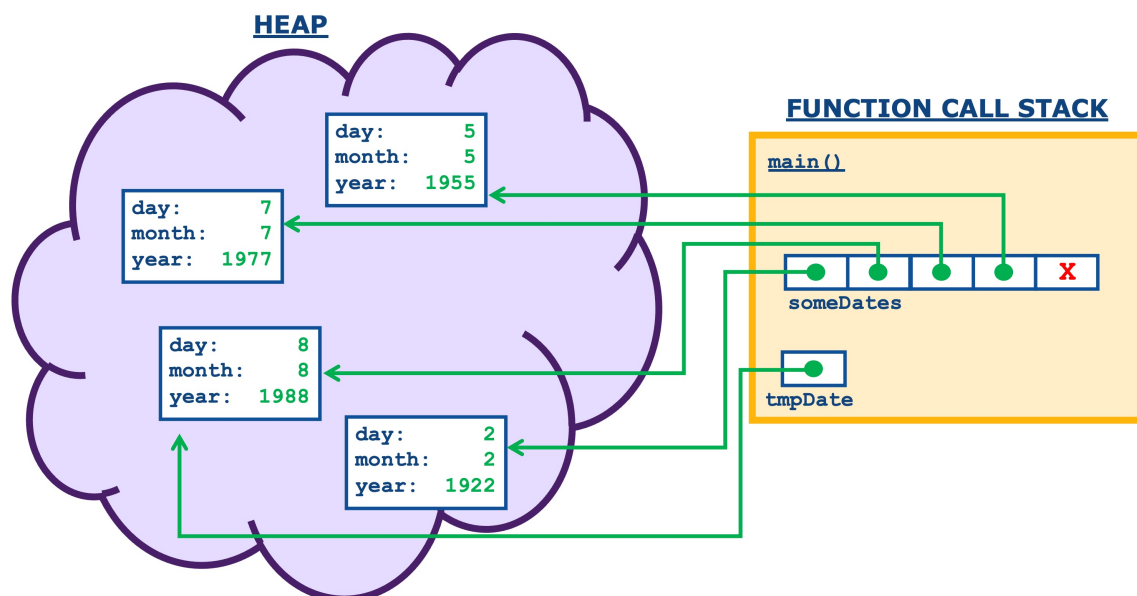 HEAP
day: 5
month: 5
year: 1955
day: 7
month: 7
year: 1977
day: 8
month: 8
year: 1988
day: 2
month: 2
year: 1922
FUNCTION CALL STACK
main()
X
someDates
tmpDate